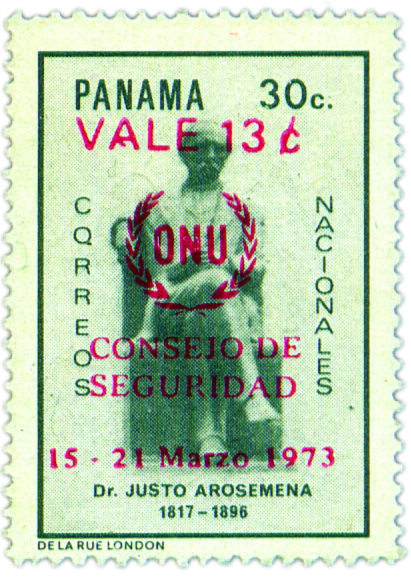 PANAMA 30c.
VALE 13 ¢
CORREOS
NACIONALES
ONU
CONSEJO DE
SEGURIDAD
15 - 21 Marzo 1973
Dr. JUSTO AROSEMENA
1817-1896
DE LA RUE LONDON